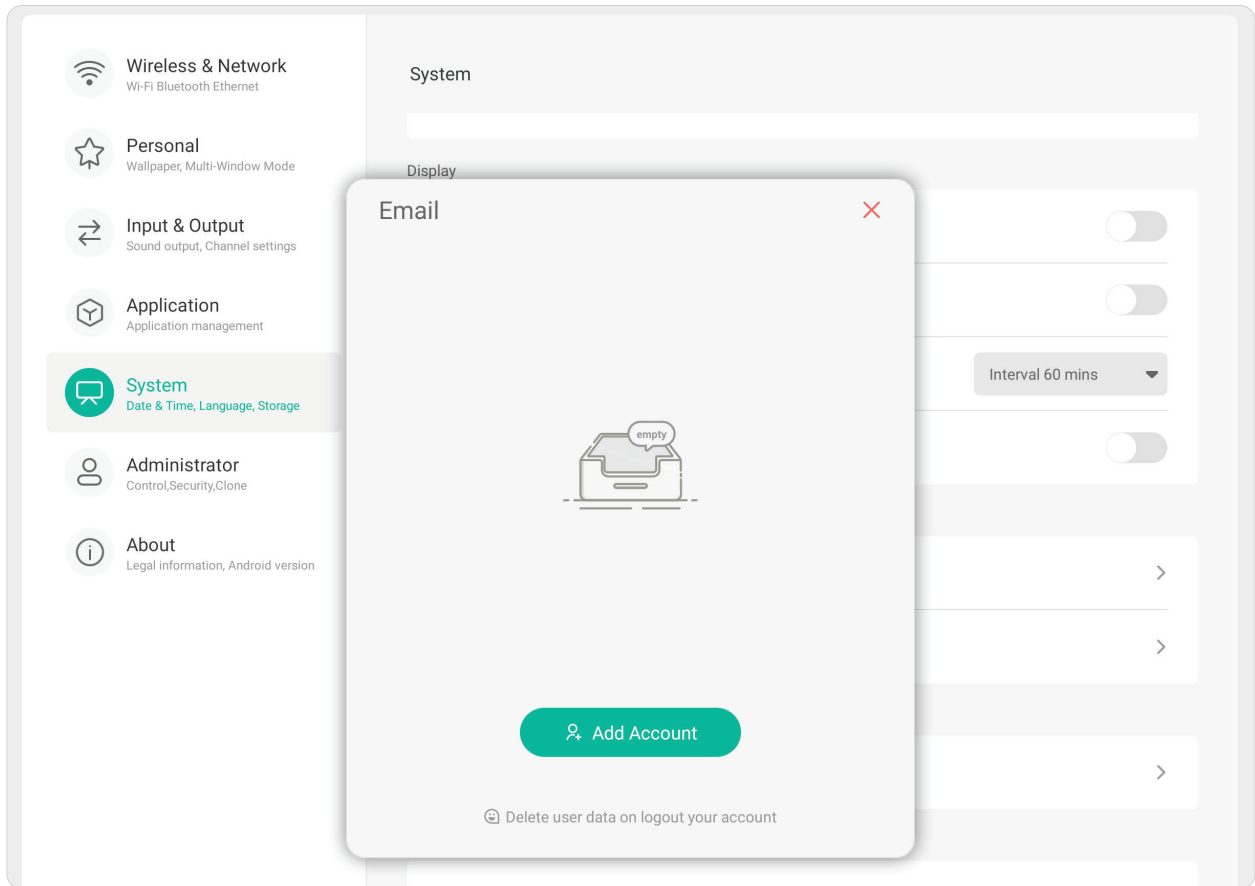 Wireless & Network
Wi-Fi Bluetooth Ethernet
Personal
Wallpaper, Multi-Window Mode
Input & Output
Sound output, Channel settings
Application
Application management
System
Date & Time, Language, Storage
Administrator
Control,Security,Clone
About
Legal information, Android version
System
Display
Interval 60 mins
Email
empty
Add Account
Delete user data on logout your account